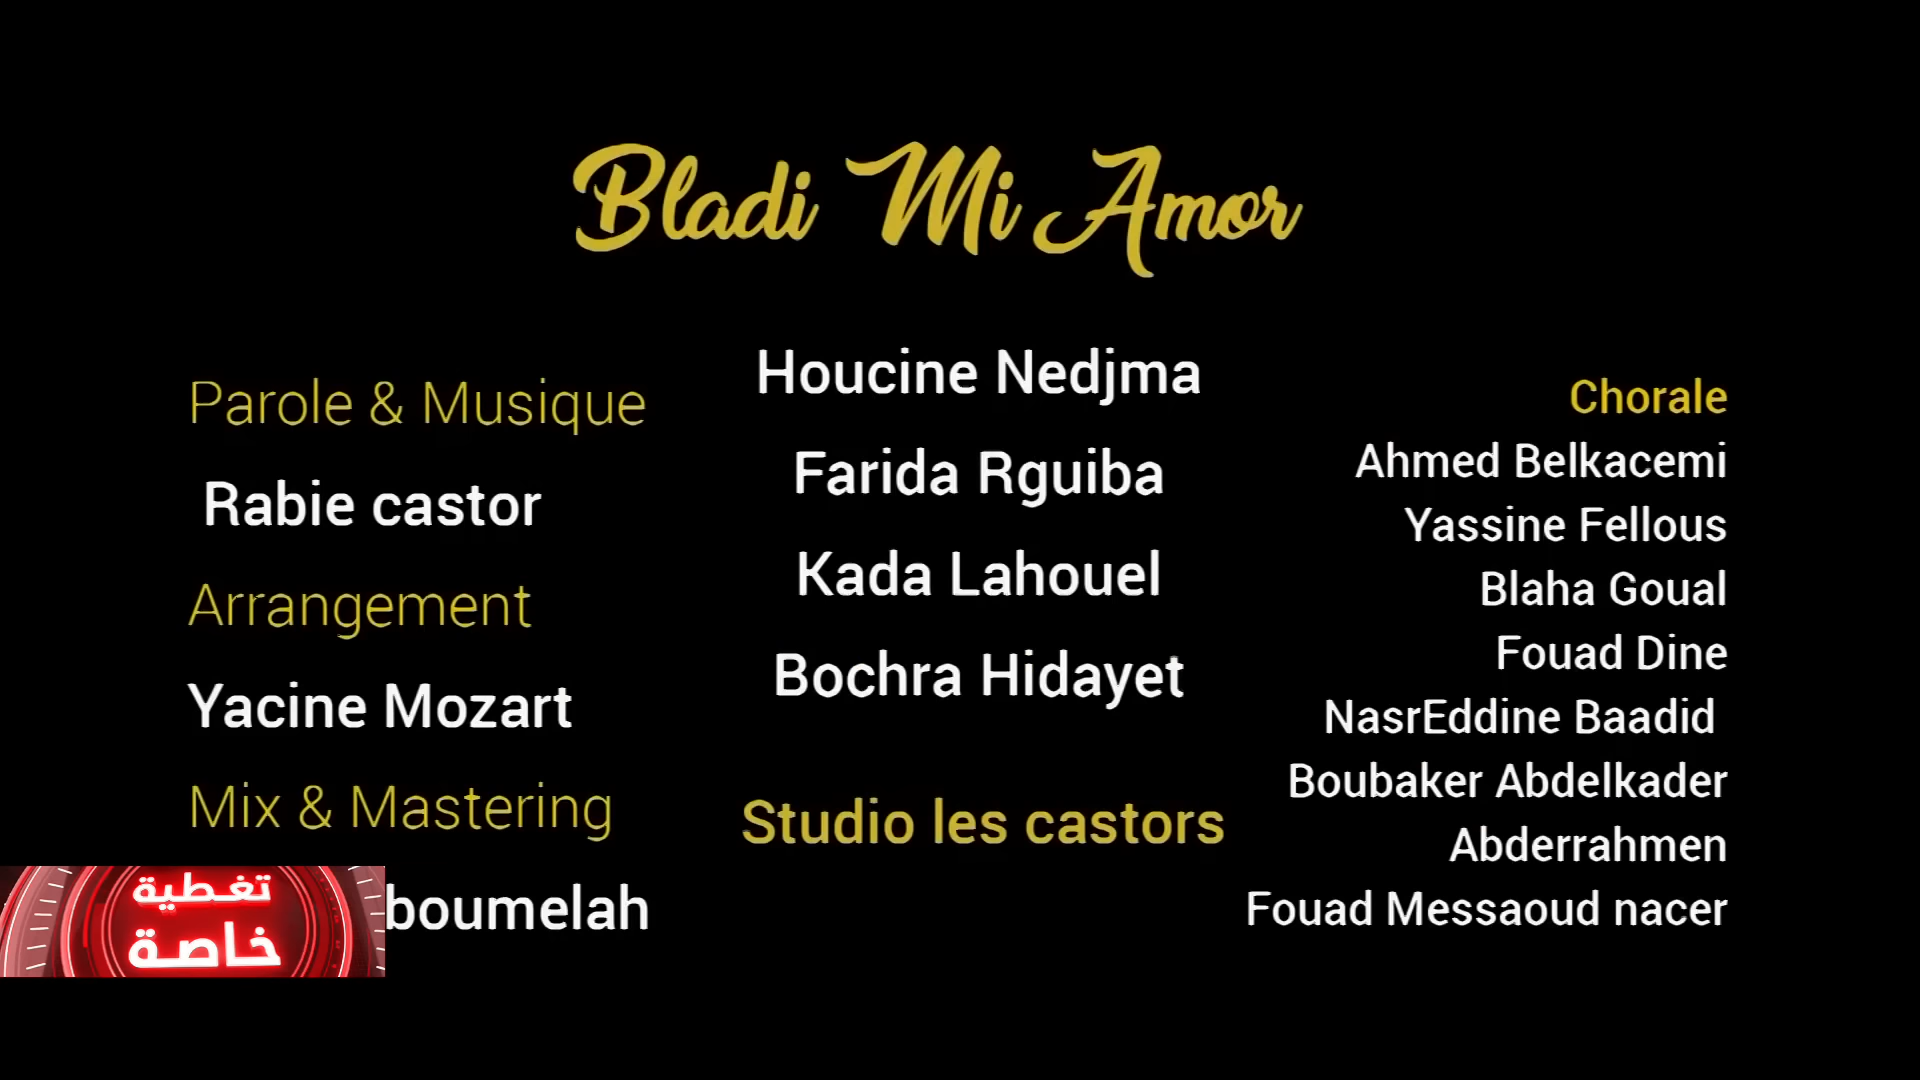 Bladi Mi Amor
Parole & Musique
Rabie castor
Arrangement
Yacine Mozart
Mix & Mastering
Houcine Nedjma
Farida Rguiba
Kada Lahouel
Bochra Hidayet
Studio les castors
Chorale
Ahmed Belkacemi
Yassine Fellous
Blaha Goual
Fouad Dine
NasrEddine Baadid
Boubaker Abdelkader
Abderrahmen
Fouad Messaoud nacer
تغطية
خاصة